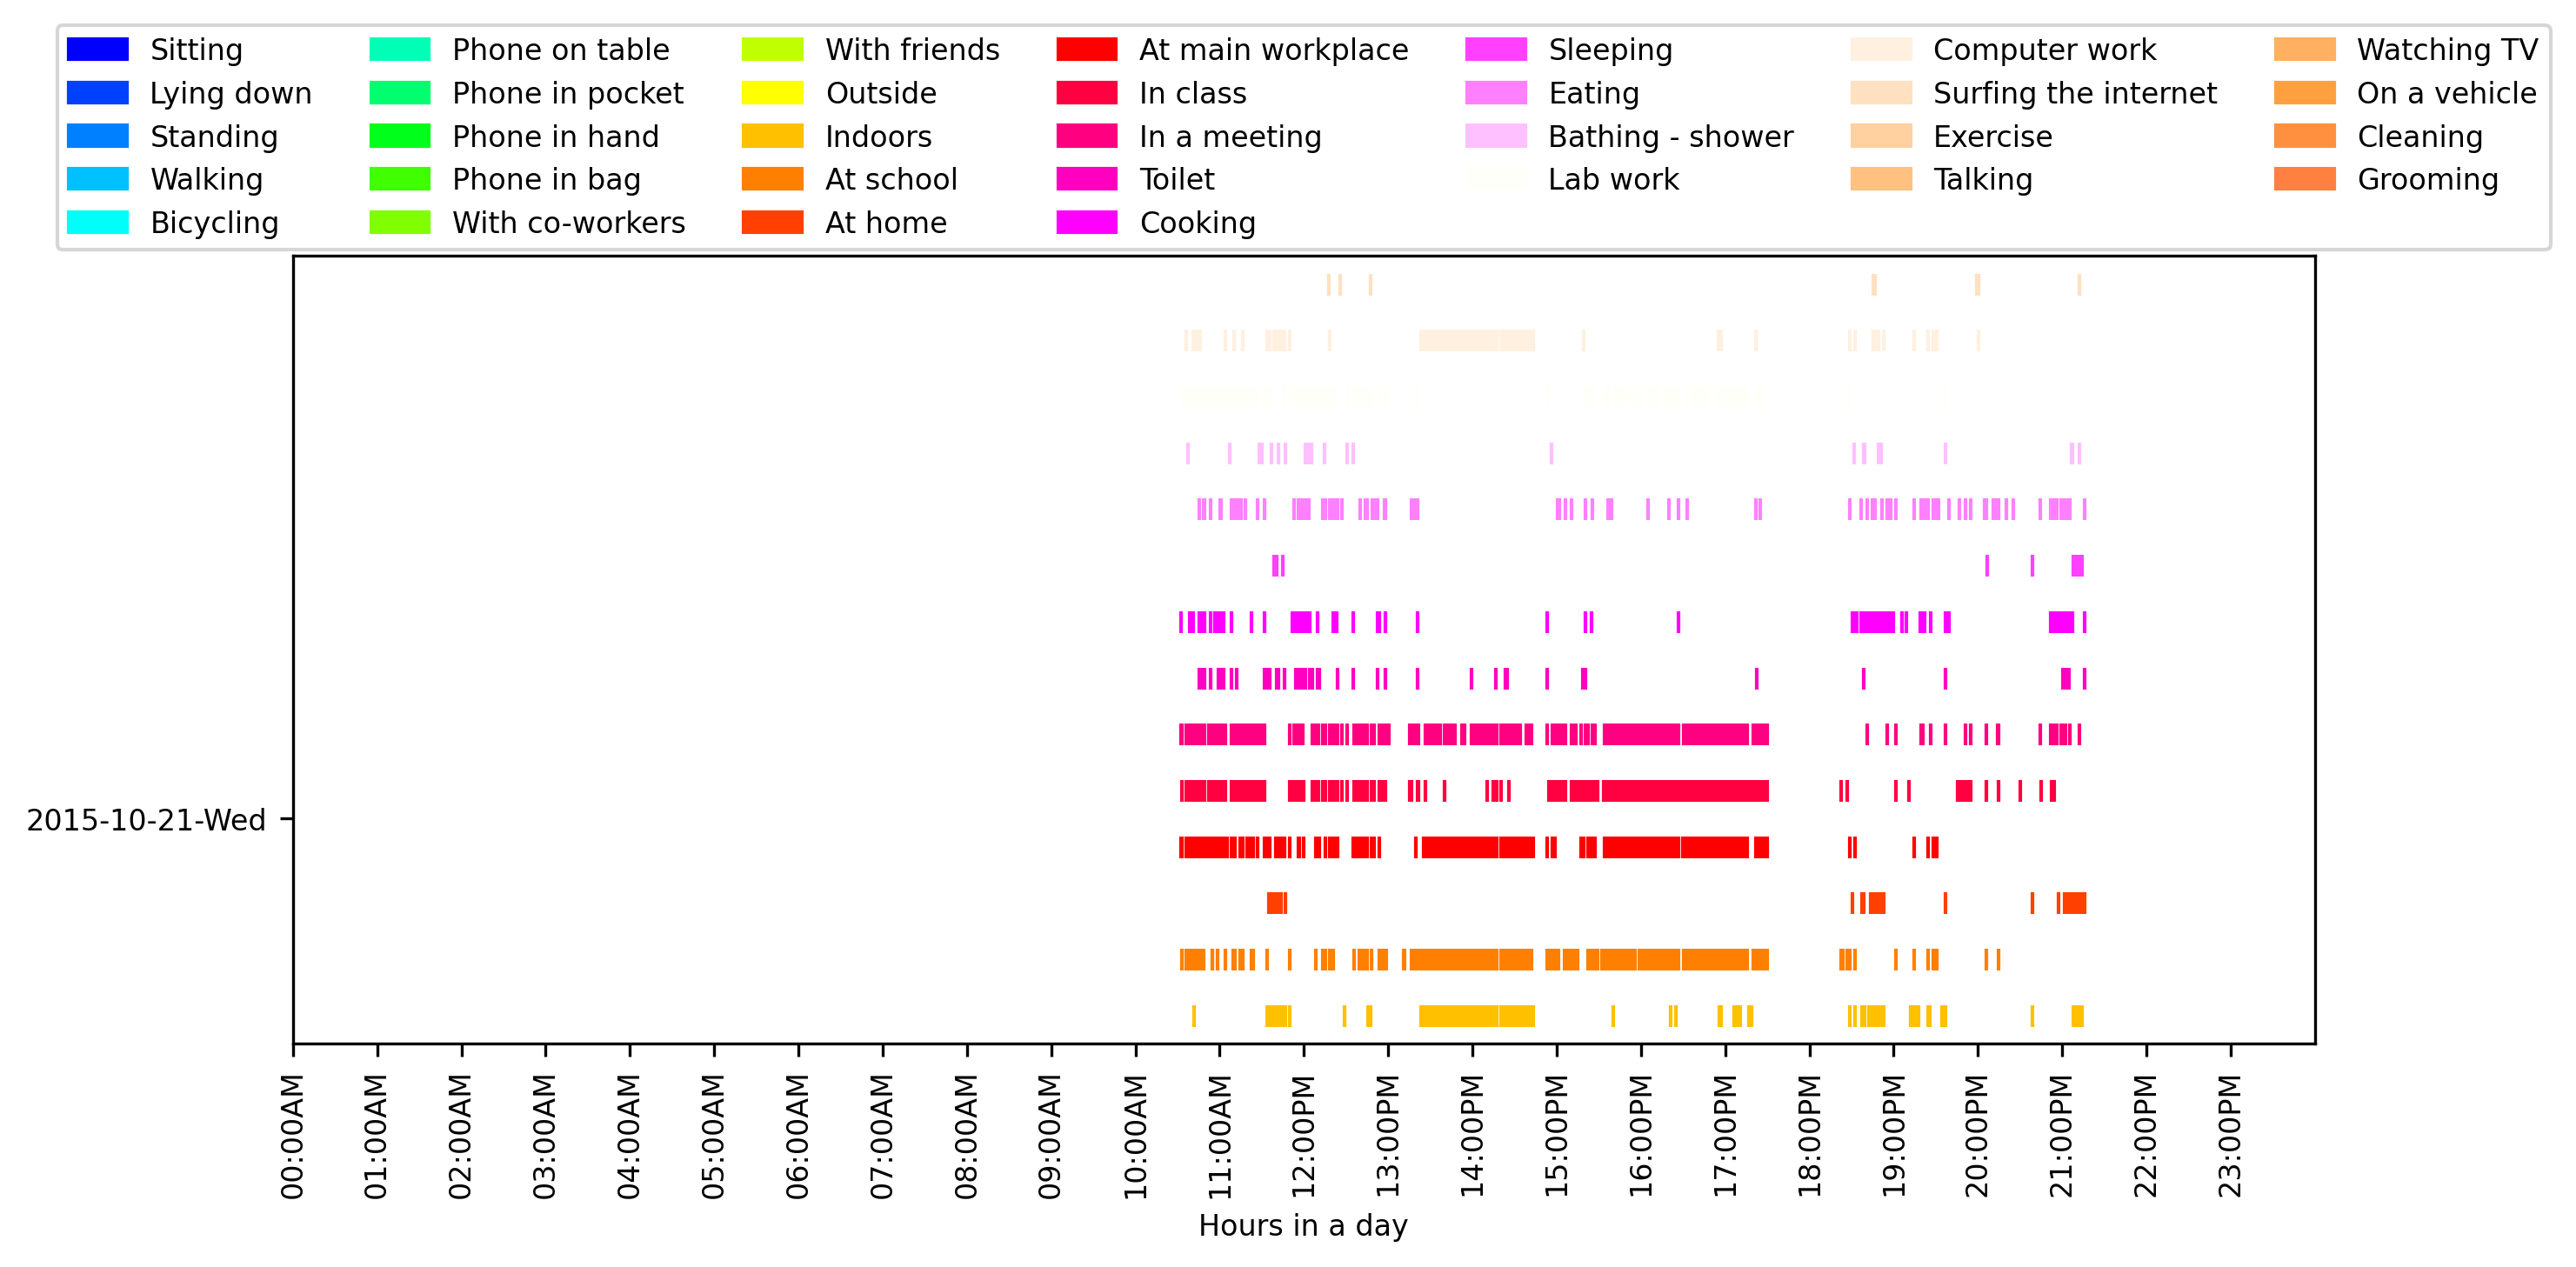 Sitting
Lying down
Standing
Walking
Bicycling
Phone on table
Phone in pocket
Phone in hand
Phone in bag
With co-workers
With friends
Outside
Indoors
At school
At home
At main workplace
In class
In a meeting
Toilet
Cooking
Sleeping
Eating
Bathing - shower
Lab work
Computer work
Surfing the internet
Exercise
Talking
Watching TV
On a vehicle
Cleaning
Grooming
2015-10-21-Wed
00:00AM
01:00AM
02:00AM
03:00AM
04:00AM
05:00AM
06:00AM
07:00AM
08:00AM
09:00AM
10:00AM
11:00AM
12:00PM
13:00PM
14:00PM
15:00PM
16:00PM
17:00PM
18:00PM
19:00PM
20:00PM
21:00PM
22:00PM
23:00PM
Hours in a day